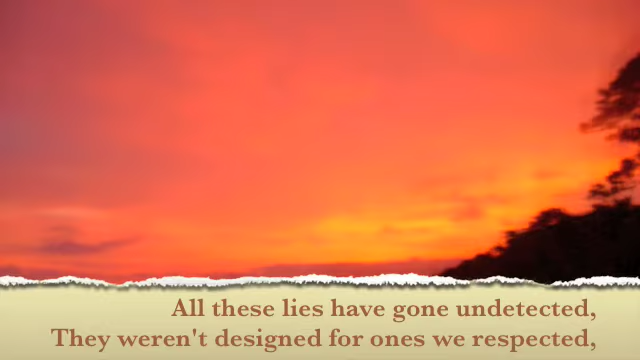 All these lies have gone undetected,
They weren't designed for ones we respected,